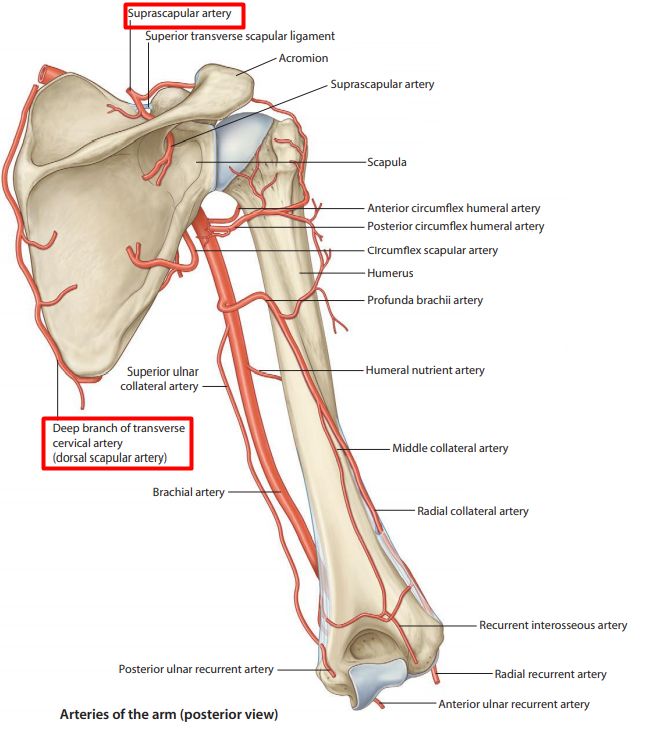 Suprascapular artery
Superior transverse scapular ligament
Acromion
Suprascapular artery
Scapula
Anterior circumflex humeral artery
Posterior circumflex humeral artery
Circumflex scapular artery
Humerus
Profunda brachii artery
Superior ulnar
collateral artery
Humeral nutrient artery
Deep branch of transverse
cervical artery
(dorsal scapular artery)
Middle collateral artery
Brachial artery
Radial collateral artery
Recurrent interosseous artery
Posterior ulnar recurrent artery
Radial recurrent artery
Anterior ulnar recurrent artery
Arteries of the arm (posterior view)